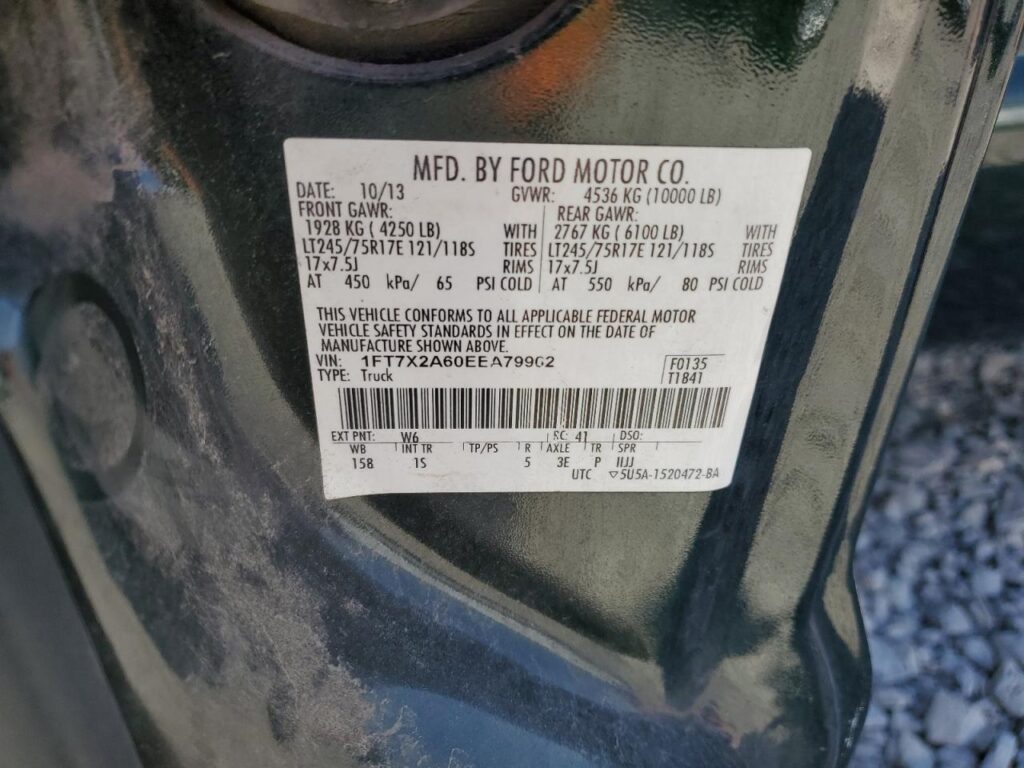 MFD. BY FORD MOTOR CO.
DATE: 10/13 GVWR: 4536 KG (10000 LB)
FRONT GAWR: REAR GAWR:
1928 KG ( 4250 LB) WITH 2767 KG ( 6100 LB) WITH
LT245/75R17E 121/118S TIRES LT245/75R17E 121/118S TIRES
17x7.5J RIMS 17x7.5J RIMS
AT 450 kPa/ 65 PSI COLD AT 550 kPa/ 80 PSI COLD
THIS VEHICLE CONFORMS TO ALL APPLICABLE FEDERAL MOTOR
VEHICLE SAFETY STANDARDS IN EFFECT ON THE DATE OF
MANUFACTURE SHOWN ABOVE.
VIN: F0135
TYPE: Truck T1841
EXT PNT: W6 RC: 41 DSO:
WB INT TR TP/PS R AXLE TR SPR
158 1S 5 3E P
UTC ▽5U5A-1520472-BA